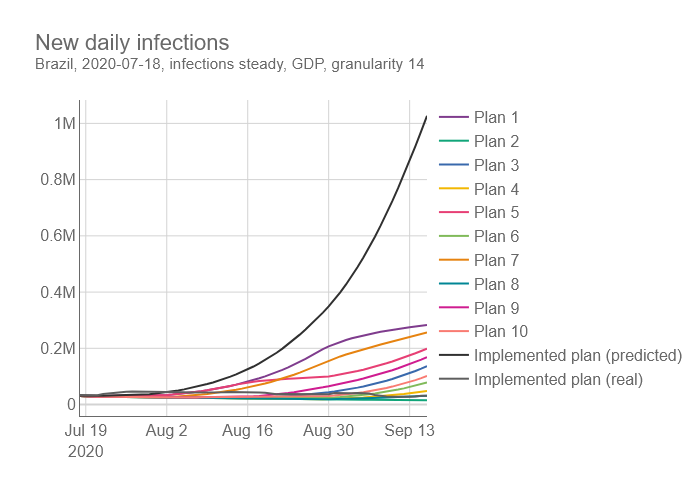 New daily infections
Brazil, 2020-07-18, infections steady, GDP, granularity 14
1M
0.8M
0.6M
0.4M
0.2M
0
Jul 19
2020
Aug 2
Aug 16
Aug 30
Sep 13
Plan 1
Plan 2
Plan 3
Plan 4
Plan 5
Plan 6
Plan 7
Plan 8
Plan 9
Plan 10
Implemented plan (predicted)
Implemented plan (real)